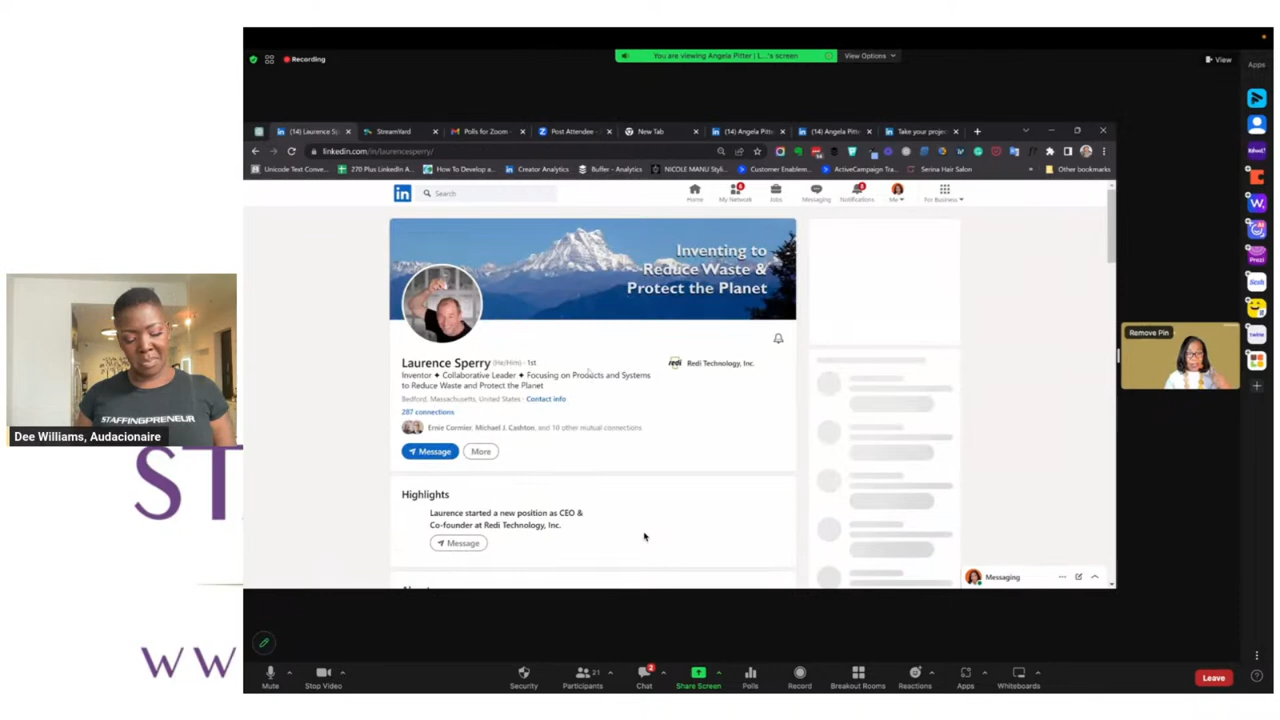 You are viewing Angela Pitter | L...'s screen
View Options
Recording
View
Apps
(14) Laurence Sp
StreamYard
Polls for Zoom -
Post Attendee -
New Tab
(14) Angela Pitte
(14) Angela Pitte
Take your proje
linkedin.com/in/laurencesperry/
Unicode Text Conve...
270 Plus LinkedIn A...
How To Develop a...
Creator Analytics
Buffer - Analytics
NICOLE MANU Styli...
Customer Enablem...
ActiveCampaign Tra...
Serina Hair Salon
Other bookmarks
in
Search
Home
My Network
Jobs
Messaging
Notifications
Me
For Business
Inventing to
Reduce Waste &
Protect the Planet
Laurence Sperry (He/Him) · 1st
redi Redi Technology, Inc.
Inventor ✦ Collaborative Leader ✦ Focusing on Products and Systems
to Reduce Waste and Protect the Planet
Bedford, Massachusetts, United States · Contact info
287 connections
Ernie Cormier, Michael J. Cashton, and 10 other mutual connections
Message
More
Highlights
Laurence started a new position as CEO &
Co-founder at Redi Technology, Inc.
Message
Messaging
Remove Pin
STAFFINGPRENEUR
Dee Williams, Audacionaire
ST
WW
Mute
Stop Video
Security
Participants
31
Chat
2
Share Screen
Polls
Record
Breakout Rooms
Reactions
Apps
Whiteboards
Leave